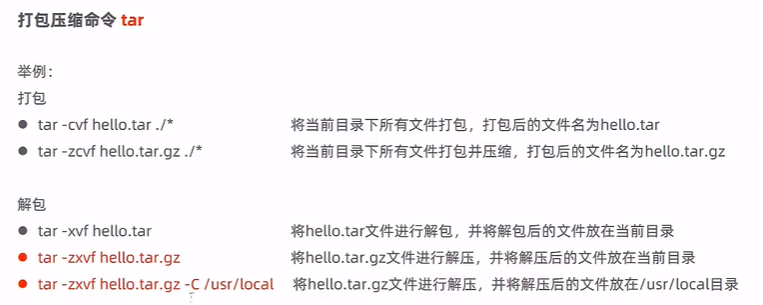 打包压缩命令 tar
举例：
打包
● tar -cvf hello.tar ./* 将当前目录下所有文件打包，打包后的文件名为hello.tar
● tar -zcvf hello.tar.gz ./* 将当前目录下所有文件打包并压缩，打包后的文件名为hello.tar.gz
解包
● tar -xvf hello.tar 将hello.tar文件进行解包，并将解包后的文件放在当前目录
● tar -zxvf hello.tar.gz 将hello.tar.gz文件进行解压，并将解压后的文件放在当前目录
● tar -zxvf hello.tar.gz -C /usr/local 将hello.tar.gz文件进行解压，并将解压后的文件放在/usr/local目录